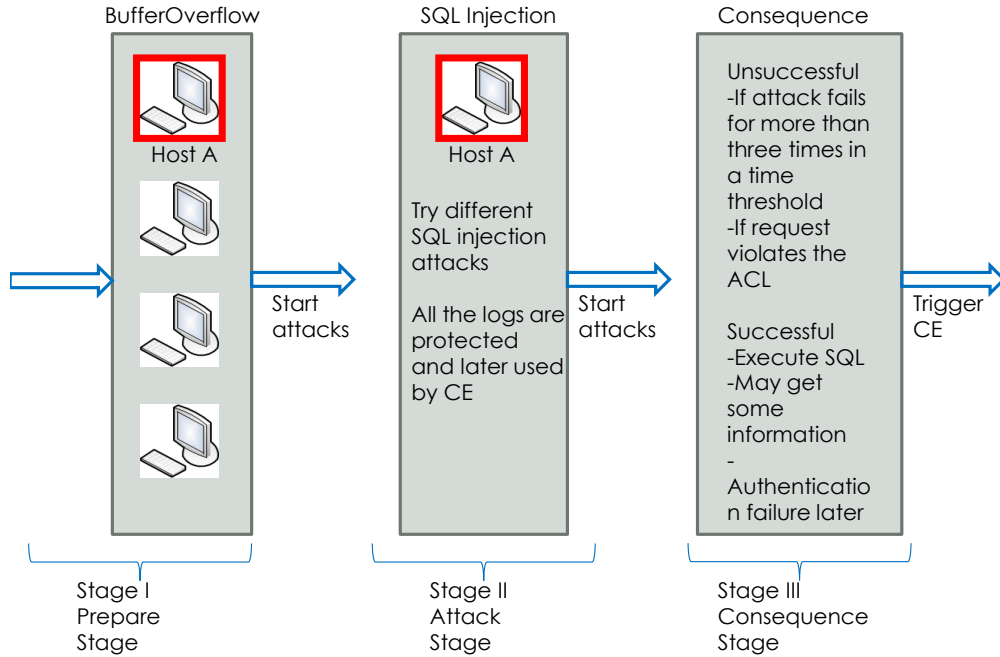 BufferOverflow
SQL Injection
Consequence
Host A
Start
attacks
Host A
Try different
SQL injection
attacks
All the logs are
protected
and later used
by CE
Start
attacks
Unsuccessful
-If attack fails
for more than
three times in
a time
threshold
-If request
violates the
ACL
Successful
-Execute SQL
-May get
some
information
-
Authenticatio
n failure later
Trigger
CE
Stage I
Prepare
Stage
Stage II
Attack
Stage
Stage III
Consequence
Stage